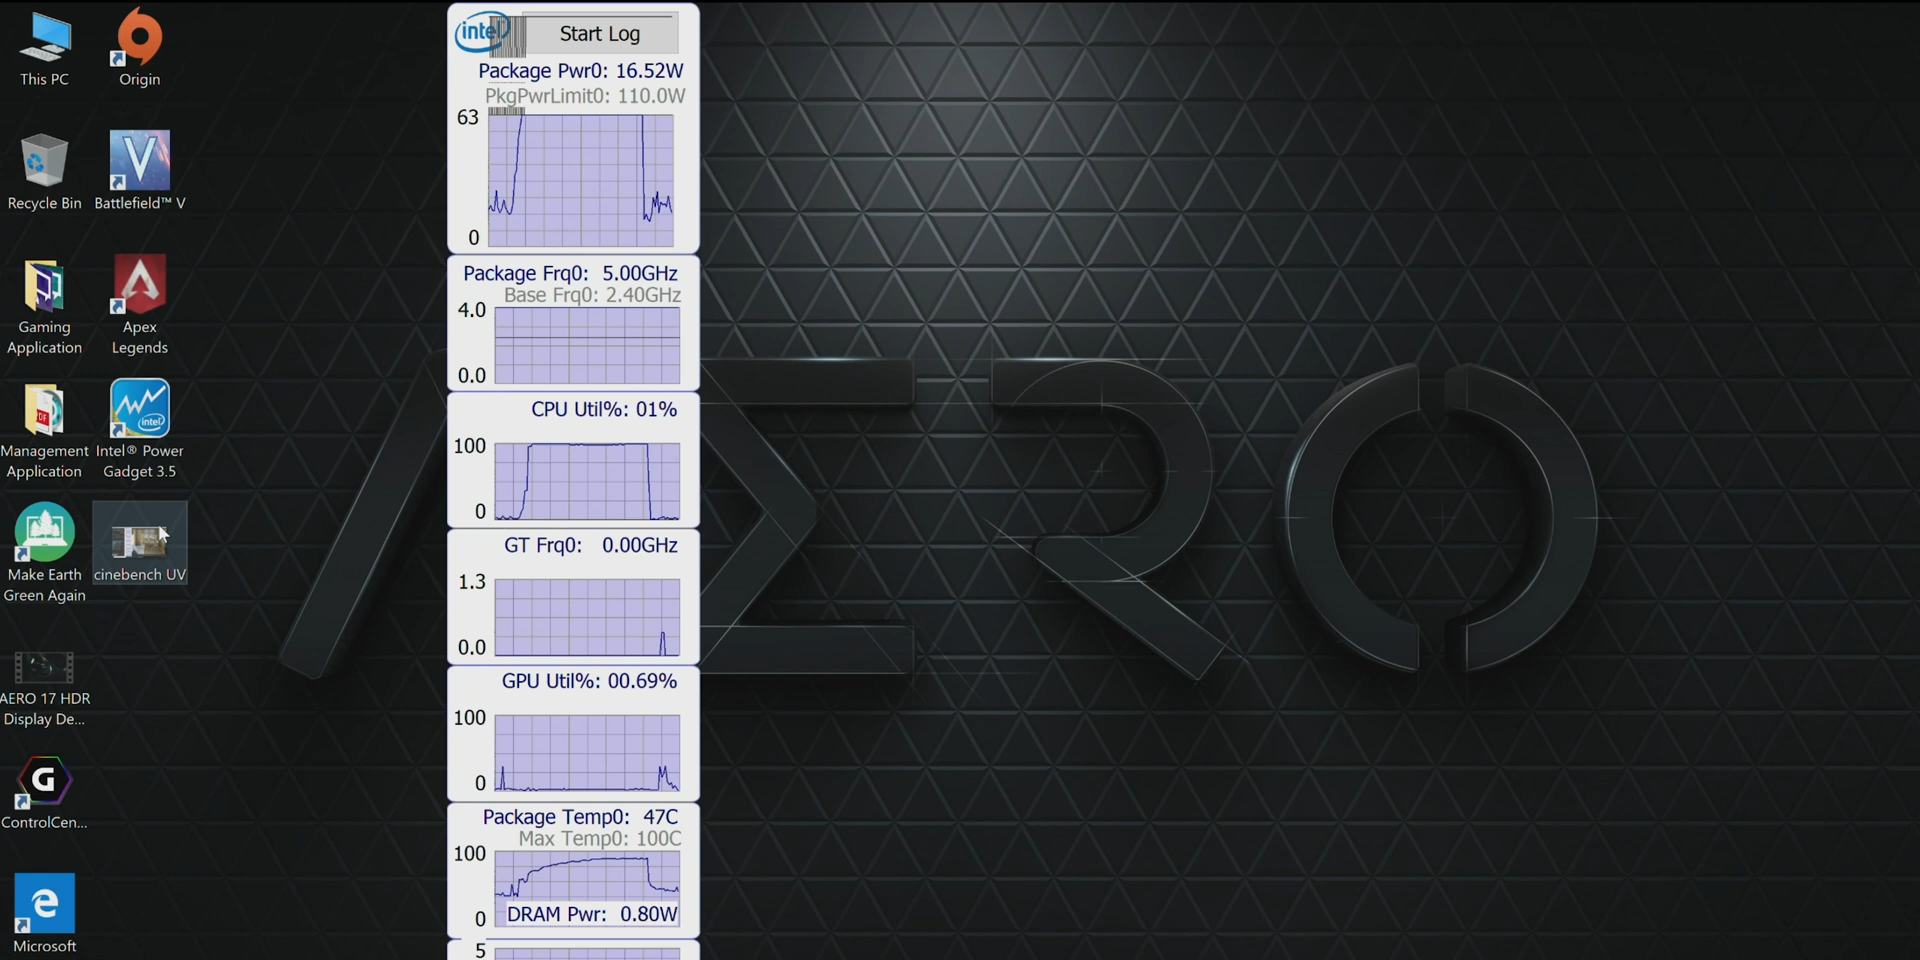 This PC
Origin
Recycle Bin
Battlefield™ V
Gaming
Application
Apex
Legends
Management
Application
Intel® Power
Gadget 3.5
intel
Make Earth
Green Again
cinebench UV
AERO 17 HDR
Display De...
G
ControlCen...
Microsoft
intel
Start Log
Package Pwr0: 16.52W
PkgPwrLimit0: 110.0W
63
0
Package Frq0: 5.00GHz
Base Frq0: 2.40GHz
4.0
0.0
CPU Util%: 01%
100
0
GT Frq0: 0.00GHz
1.3
0.0
GPU Util%: 00.69%
100
0
Package Temp0: 47C
Max Temp0: 100C
100
0
DRAM Pwr: 0.80W
5
AERO